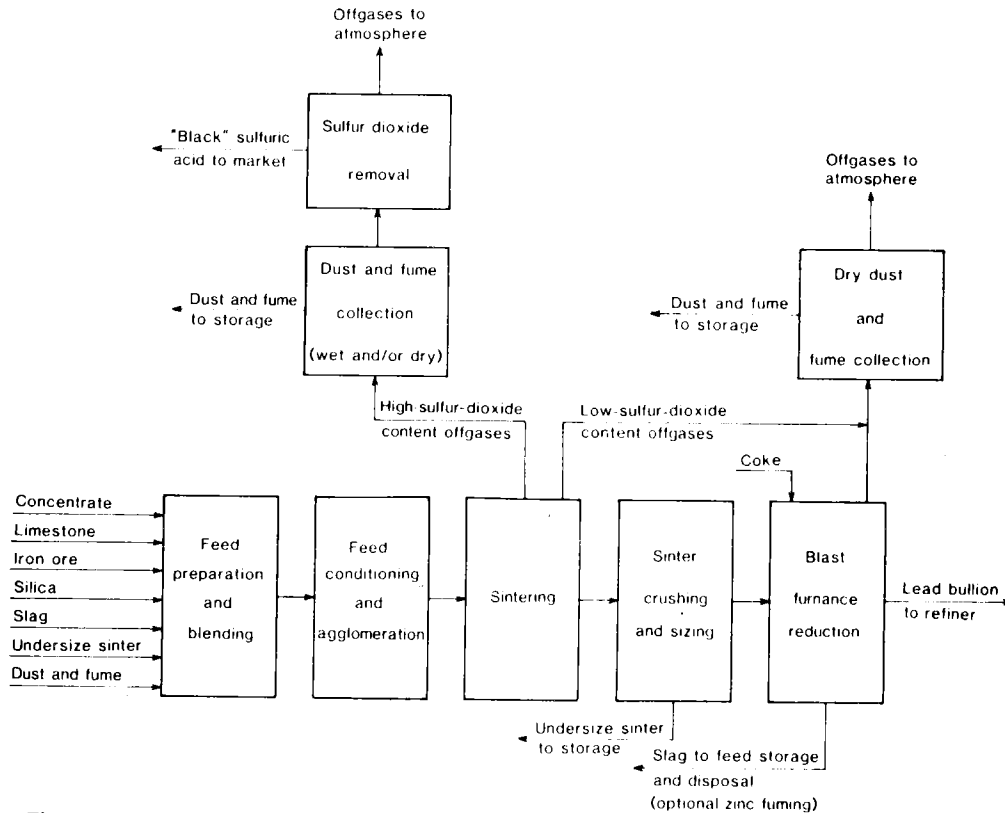 Offgases to
atmosphere
Sulfur dioxide
removal
"Black" sulfuric
acid to market
Offgases to
atmosphere
Dust and fume
collection
(wet and/or dry)
Dust and fume
to storage
Dry dust
and
fume collection
Dust and fume
to storage
High-sulfur-dioxide
content offgases
Low-sulfur-dioxide
content offgases
Coke
Concentrate
Limestone
Iron ore
Silica
Slag
Undersize sinter
Dust and fume
Feed
preparation
and
blending
Feed
conditioning
and
agglomeration
Sintering
Sinter
crushing
and sizing
Blast
furnance
reduction
Lead bullion
to refiner
Undersize sinter
to storage
Slag to feed storage
and disposal
(optional zinc fuming)